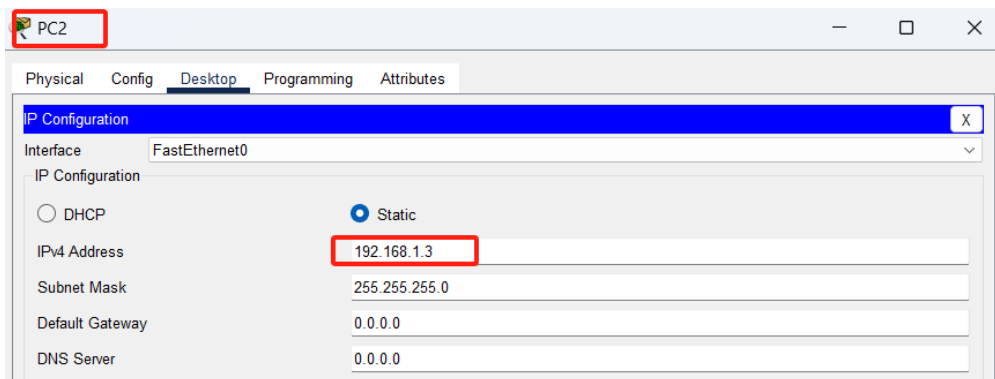 PC2
Physical Config Desktop Programming Attributes
IP Configuration X
Interface FastEthernet0
IP Configuration
DHCP Static
IPv4 Address 192.168.1.3
Subnet Mask 255.255.255.0
Default Gateway 0.0.0.0
DNS Server 0.0.0.0